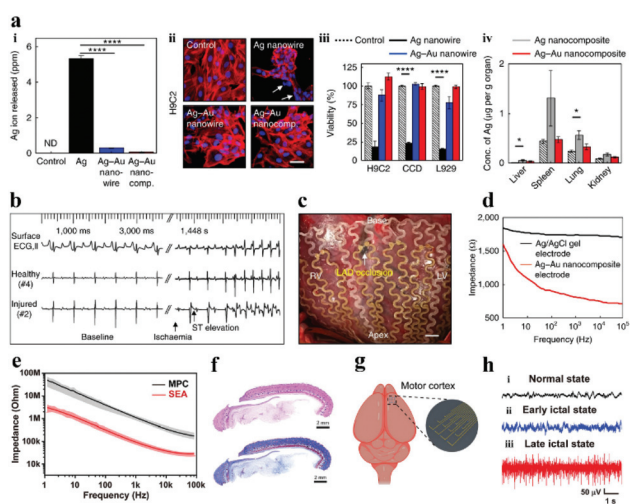 a
i
Ag ion released (ppm)
6
5
4
3
2
1
0
****
****
ND
Control
Ag
Ag–Au
nano-
wire
Ag–Au
nano-
comp.
ii
H9C2
Control
Ag nanowire
Ag–Au
nanowire
Ag–Au
nanocomp.
iii
Control
Ag nanowire
Ag–Au nanowire
Viability (%)
125
100
75
50
25
0
****
****
H9C2
CCD
L929
iv
Ag nanocomposite
Ag–Au nanocomposite
Conc. of Ag (µg per g organ)
2
1
0
*
*
Liver
Spleen
Lung
Kidney
b
1,000 ms
3,000 ms
1,448 s
Surface
ECG,II
Healthy
(#4)
Injured
(#2)
Baseline
Ischaemia
ST elevation
c
Base
RV
LAD occlusion
LV
Apex
d
Impedance (Ω)
2,000
1,500
1,000
500
Ag/AgCl gel
electrode
Ag–Au nanocomposite
electrode
1
10
10²
10³
10⁴
10⁵
Frequency (Hz)
e
Impedance (Ohm)
100M
10M
1M
100k
10k
MPC
SEA
1
10
100
1k
10k
100k
Frequency (Hz)
f
2 mm
2 mm
g
Motor cortex
h
i
Normal state
ii
Early ictal state
iii
Late ictal state
50 µV
1 s